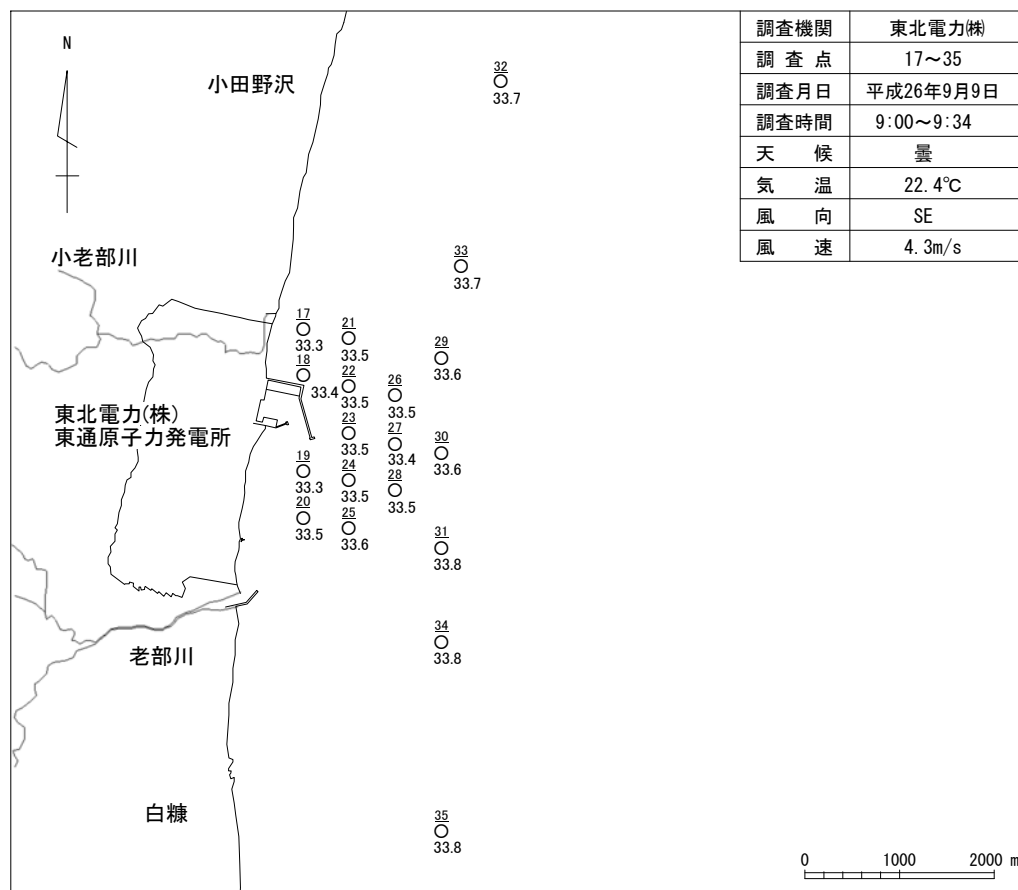 調査機関 東北電力㈱
調査点 17～35
調査月日 平成26年9月9日
調査時間 9:00～9:34
天候 曇
気温 22.4℃
風向 SE
風速 4.3m/s
N
小田野沢
32
33.7
小老部川
33
33.7
17
33.3
21
33.5
29
33.6
18
33.4
22
33.5
26
33.5
東北電力(株)
東通原子力発電所
23
33.5
27
33.4
30
33.6
19
33.3
24
33.5
28
33.5
20
33.5
25
33.6
31
33.8
34
33.8
老部川
白糠
35
33.8
0 1000 2000 m